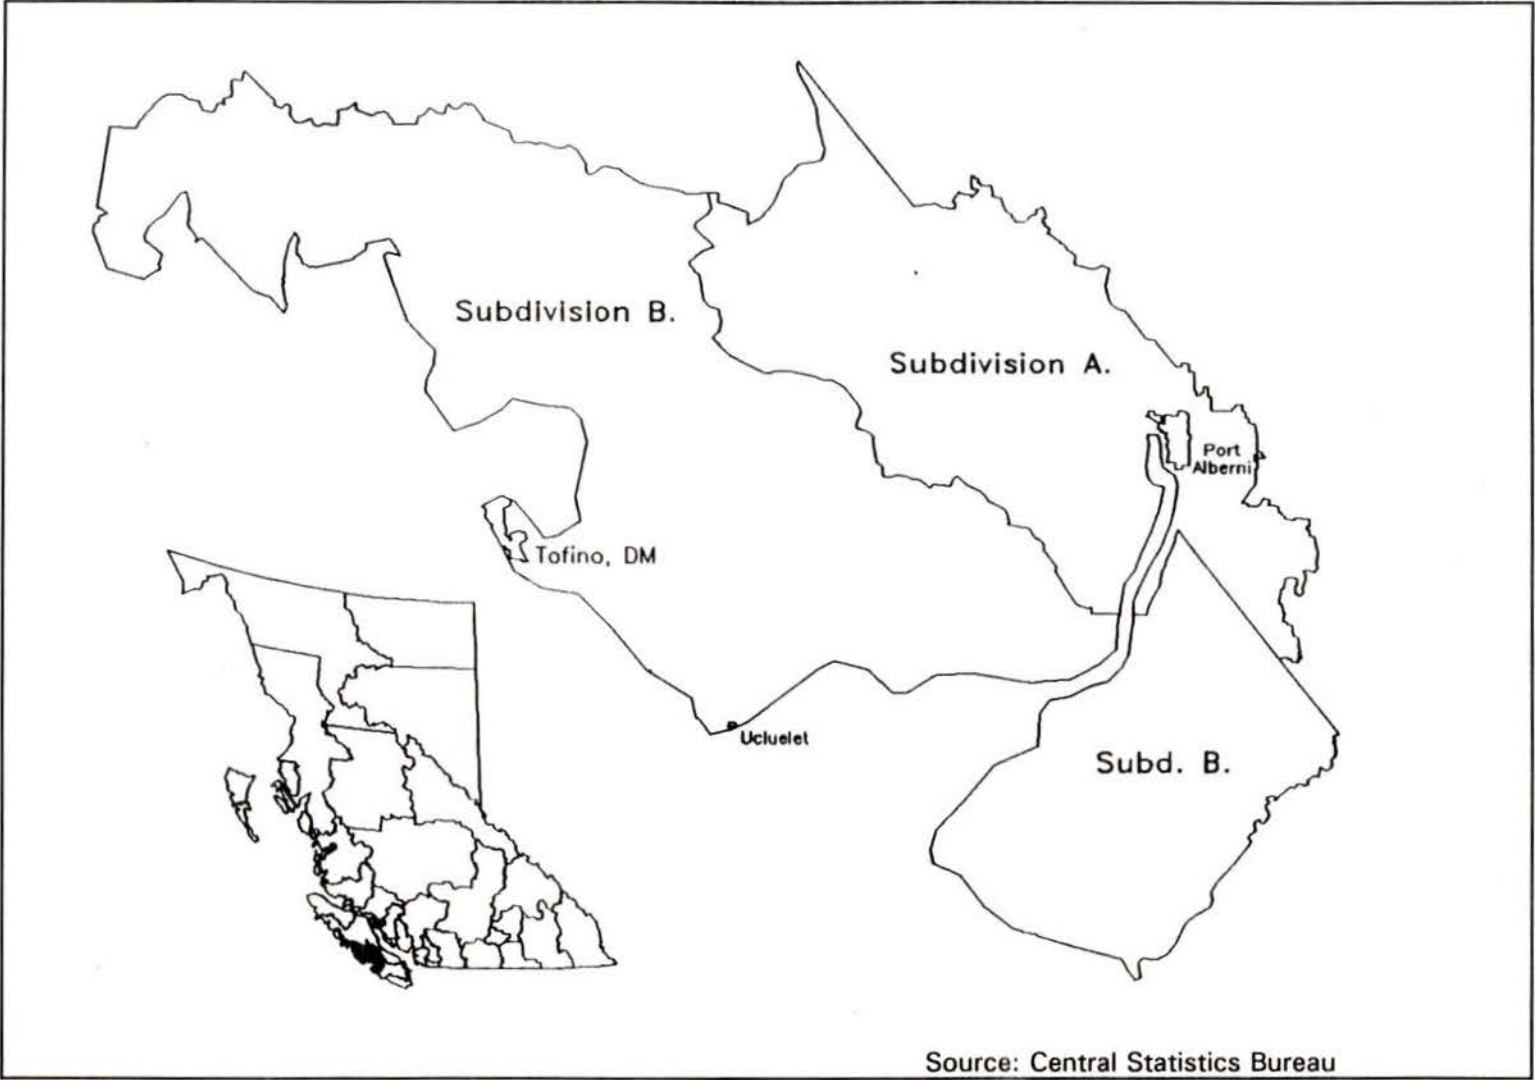 Subdivision B.
Subdivision A.
Port
Alberni
Tofino, DM
Ucluelet
Subd. B.
Source: Central Statistics Bureau